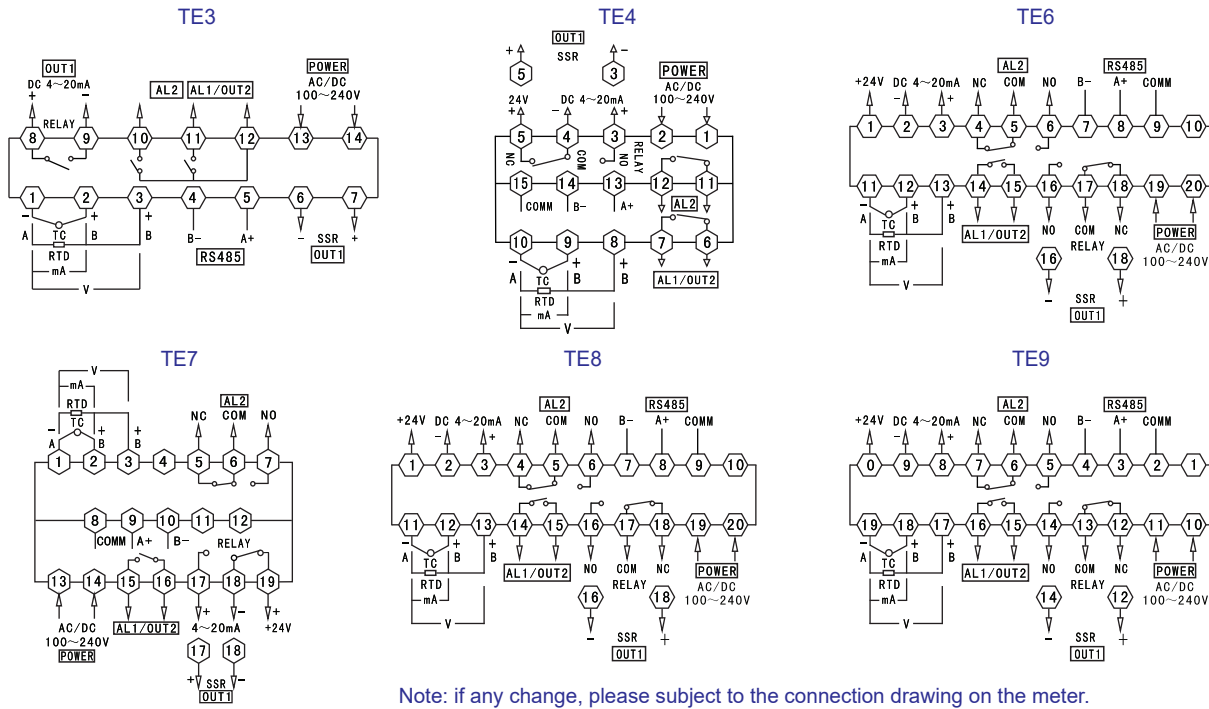 TE3
OUT1
DC 4～20mA
+ -
RELAY
AL2 AL1/OUT2
POWER
AC/DC
100～240V
8 9 10 11 12 13 14
1 2 3 4 5 6 7
- + +
A TC B B
RTD
mA
V
B- A+
RS485
- SSR +
OUT1
TE4
OUT1
+ SSR -
5 3
POWER
AC/DC
100～240V
24V DC 4～20mA
+ - +
5 4 3 2 1
NC COM NO RELAY
15 14 13 12 11
COMM B- A+
AL2
10 9 8 7 6
- + +
A TC B B
RTD
mA
V
AL1/OUT2
TE6
AL2 RS485
+24V DC 4～20mA NC COM NO B- A+ COMM
- +
1 2 3 4 5 6 7 8 9 10
11 12 13 14 15 16 17 18 19 20
- + +
A TC B B
RTD
mA
V
AL1/OUT2
NO COM NC
RELAY
POWER
AC/DC
100～240V
16 18
- SSR +
OUT1
TE7
V
mA
RTD
- TC + +
A B B
AL2
NC COM NO
1 2 3 4 5 6 7
8 9 10 11 12
COMM A+ B- RELAY
13 14 15 16 17 18 19
AC/DC
100～240V
POWER
AL1/OUT2
+ - +
4～20mA +24V
17 18
+ SSR -
OUT1
TE8
AL2 RS485
+24V DC 4～20mA NC COM NO B- A+ COMM
- +
1 2 3 4 5 6 7 8 9 10
11 12 13 14 15 16 17 18 19 20
- + +
A TC B B
RTD
mA
V
AL1/OUT2
NO COM NC
RELAY
POWER
AC/DC
100～240V
16 18
- SSR +
OUT1
TE9
AL2 RS485
+24V DC 4～20mA NC COM NO B- A+ COMM
- +
0 9 8 7 6 5 4 3 2 1
19 18 17 16 15 14 13 12 11 10
- + +
A TC B B
RTD
mA
V
AL1/OUT2
NO COM NC
RELAY
POWER
AC/DC
100～240V
14 12
- SSR +
OUT1
Note: if any change, please subject to the connection drawing on the meter.